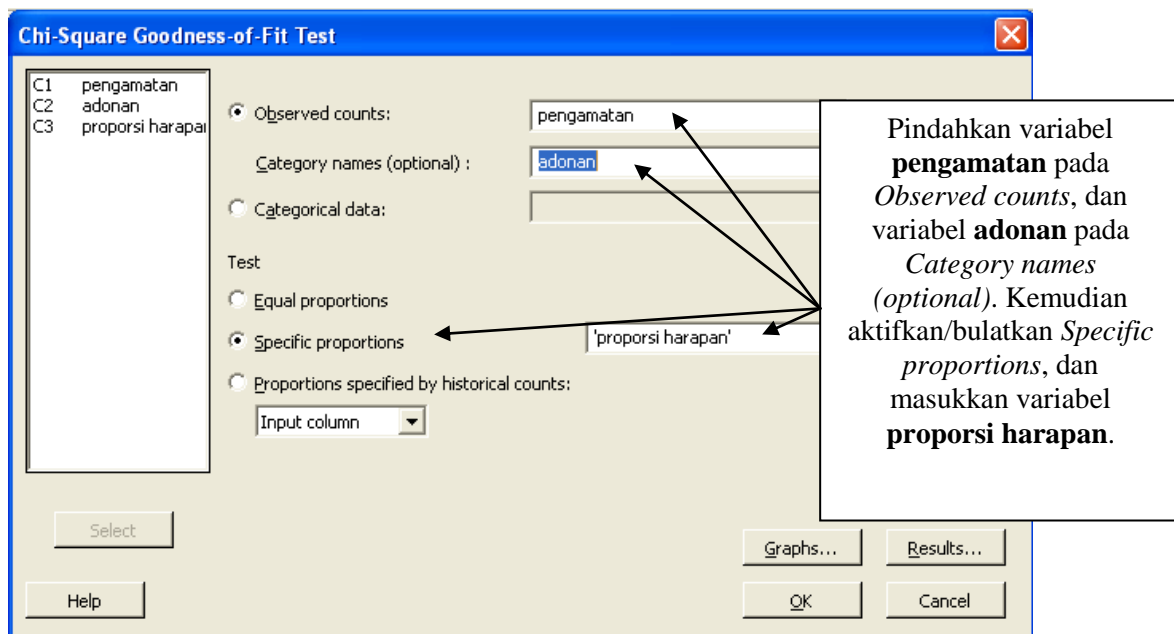 Chi-Square Goodness-of-Fit Test
C1 pengamatan
C2 adonan
C3 proporsi harapa
Observed counts:
pengamatan
Category names (optional) :
adonan
Categorical data:
Test
Equal proportions
Specific proportions
'proporsi harapan'
Proportions specified by historical counts:
Input column
Select
Help
Graphs...
Results...
OK
Cancel
Pindahkan variabel
pengamatan pada
Observed counts, dan
variabel adonan pada
Category names
(optional). Kemudian
aktifkan/bulatkan Specific
proportions, dan
masukkan variabel
proporsi harapan.